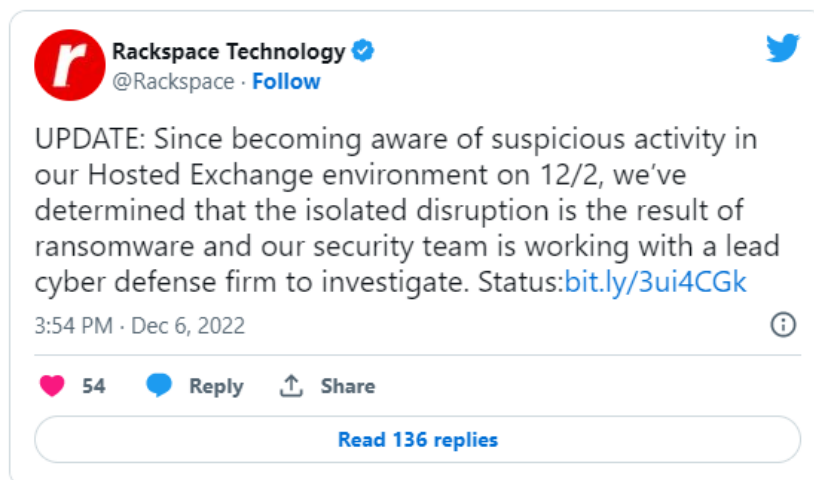 Rackspace Technology
@Rackspace · Follow
UPDATE: Since becoming aware of suspicious activity in
our Hosted Exchange environment on 12/2, we’ve
determined that the isolated disruption is the result of
ransomware and our security team is working with a lead
cyber defense firm to investigate. Status:bit.ly/3ui4CGk
3:54 PM · Dec 6, 2022
54 Reply Share
Read 136 replies